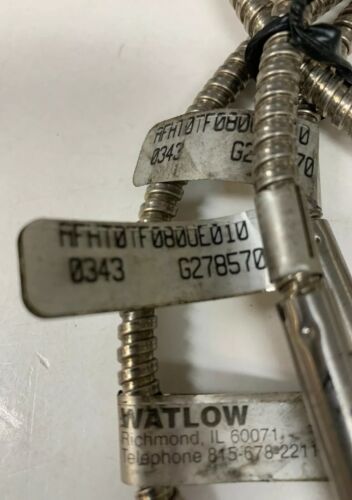 AFHT0TF080UE010
0343 G278570
AFHT0TF080UE010
0343 G278570
WATLOW
Richmond, IL 60071
Telephone 815-678-2211